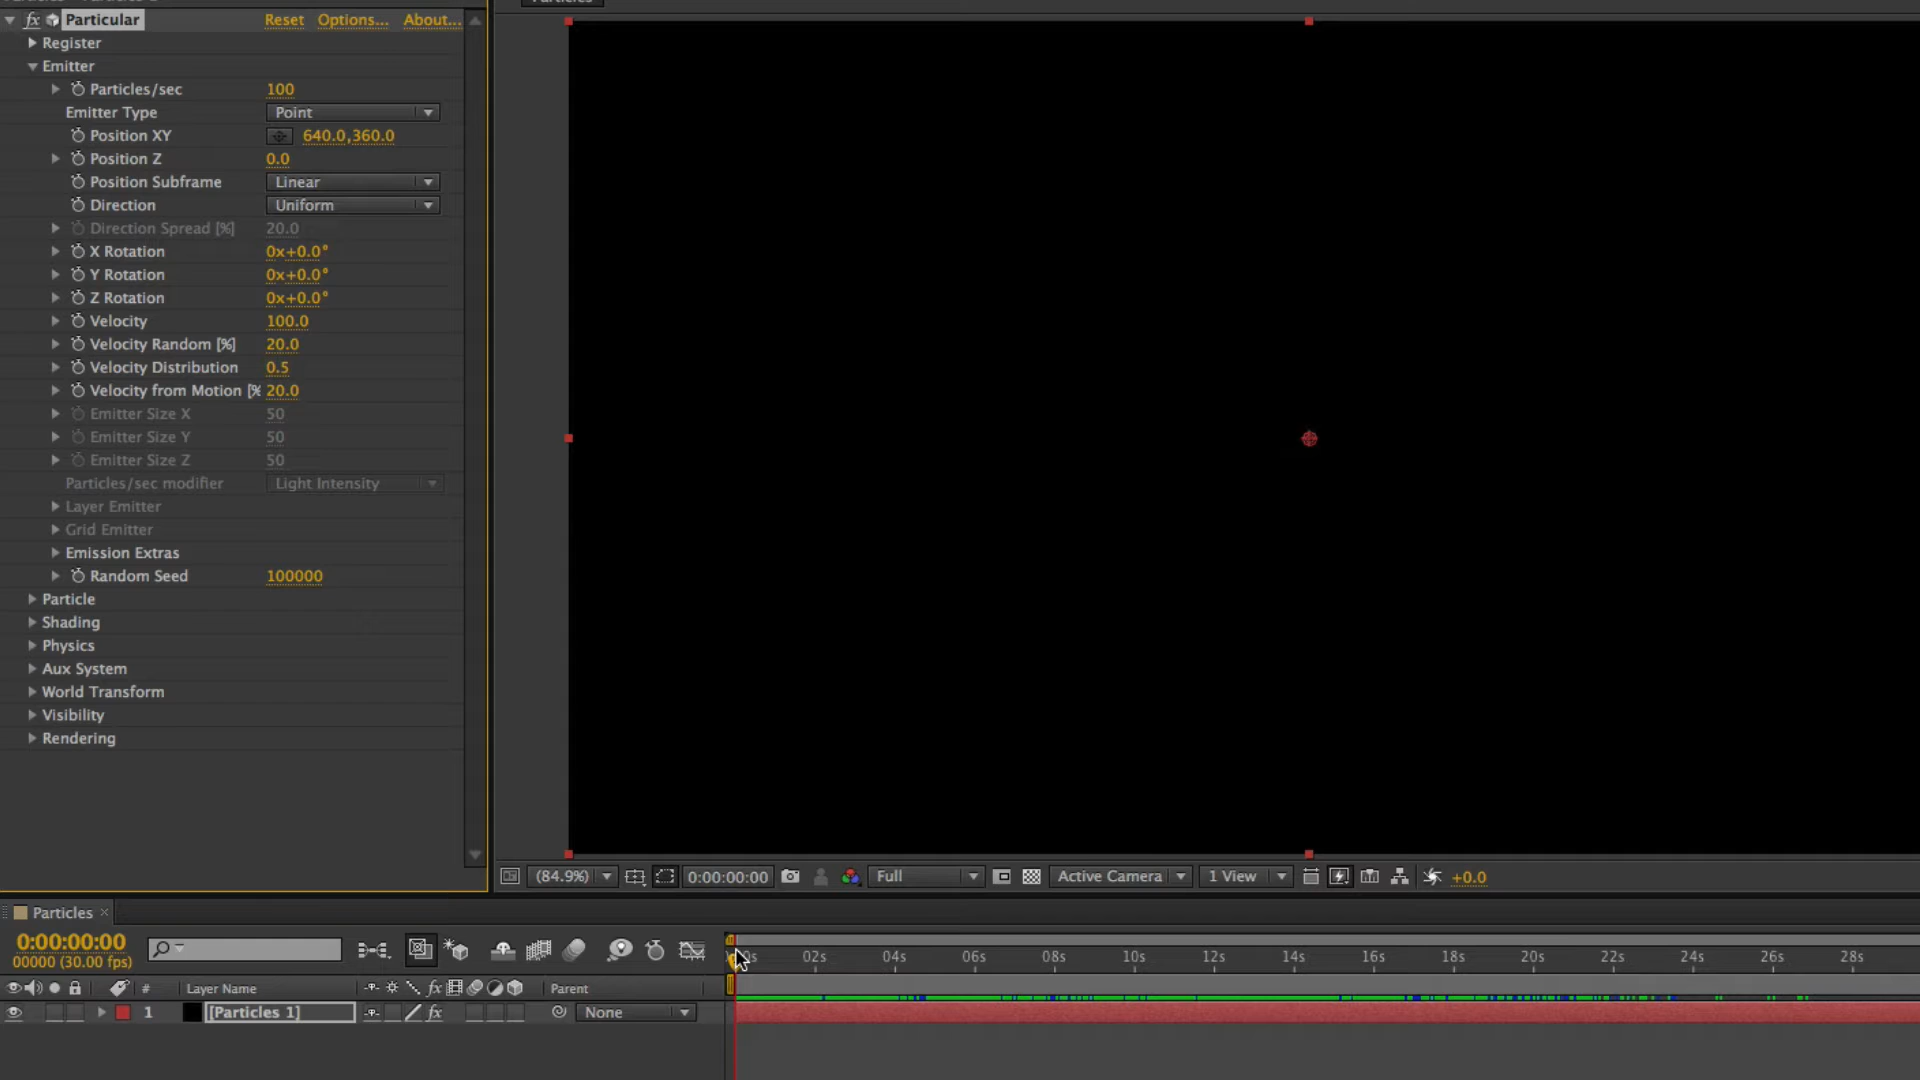 fx Particular Reset Options... About...
Register
Emitter
Particles/sec 100
Emitter Type Point
Position XY 640.0,360.0
Position Z 0.0
Position Subframe Linear
Direction Uniform
Direction Spread [%] 20.0
X Rotation 0x+0.0°
Y Rotation 0x+0.0°
Z Rotation 0x+0.0°
Velocity 100.0
Velocity Random [%] 20.0
Velocity Distribution 0.5
Velocity from Motion [% 20.0
Emitter Size X 50
Emitter Size Y 50
Emitter Size Z 50
Particles/sec modifier Light Intensity
Layer Emitter
Grid Emitter
Emission Extras
Random Seed 100000
Particle
Shading
Physics
Aux System
World Transform
Visibility
Rendering
(84.9%) 0:00:00:00 Full Active Camera 1 View +0.0
Particles
0:00:00:00
00000 (30.00 fps)
02s 04s 06s 08s 10s 12s 14s 16s 18s 20s 22s 24s 26s 28s
# Layer Name fx Parent
1 [Particles 1] fx None